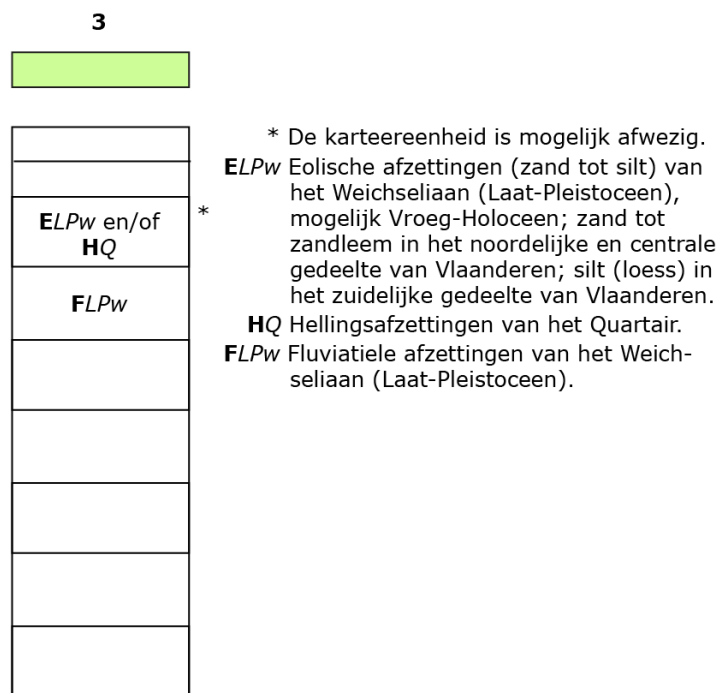 3
* De karteereenheid is mogelijk afwezig.
ELPw Eolische afzettingen (zand tot silt) van
het Weichseliaan (Laat-Pleistoceen),
mogelijk Vroeg-Holoceen; zand tot
zandleem in het noordelijke en centrale
gedeelte van Vlaanderen; silt (loess) in
het zuidelijke gedeelte van Vlaanderen.
HQ Hellingsafzettingen van het Quartair.
FLPw Fluviatiele afzettingen van het Weich-
seliaan (Laat-Pleistoceen).
ELPw en/of
HQ
*
FLPw